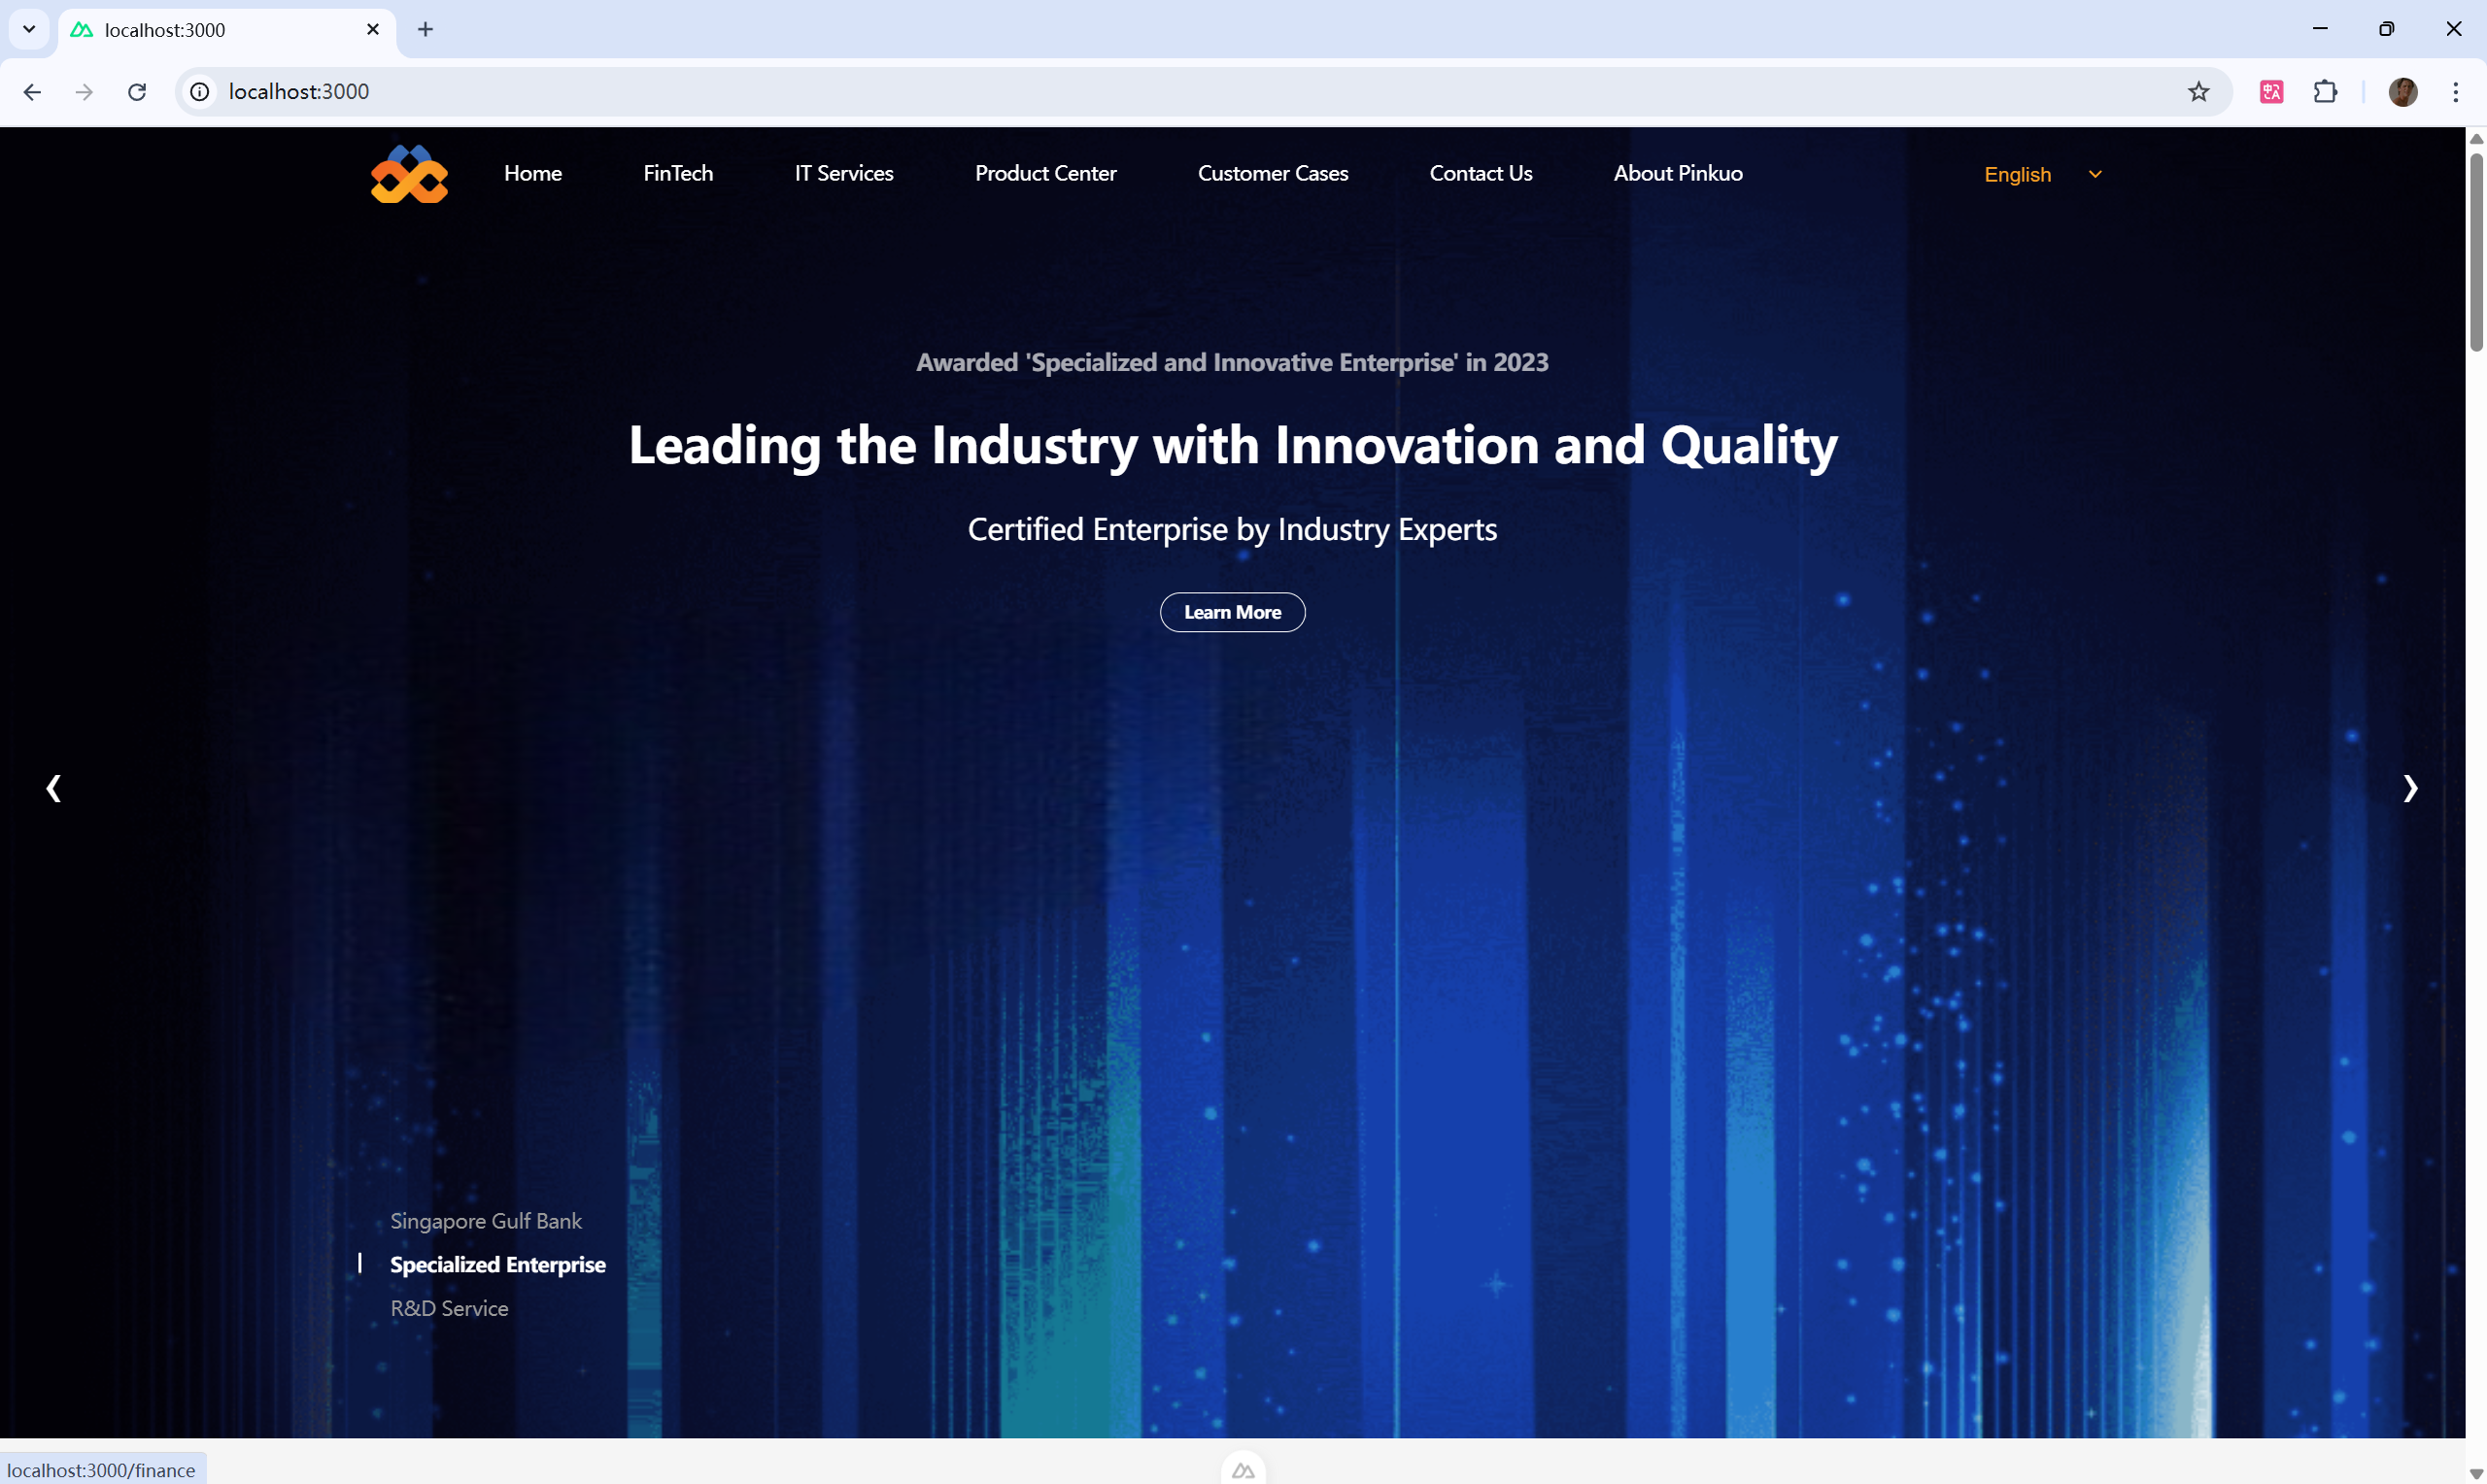 localhost:3000
localhost:3000
Home FinTech IT Services Product Center Customer Cases Contact Us About Pinkuo English
Awarded 'Specialized and Innovative Enterprise' in 2023
Leading the Industry with Innovation and Quality
Certified Enterprise by Industry Experts
Learn More
Singapore Gulf Bank
Specialized Enterprise
R&D Service
localhost:3000/finance